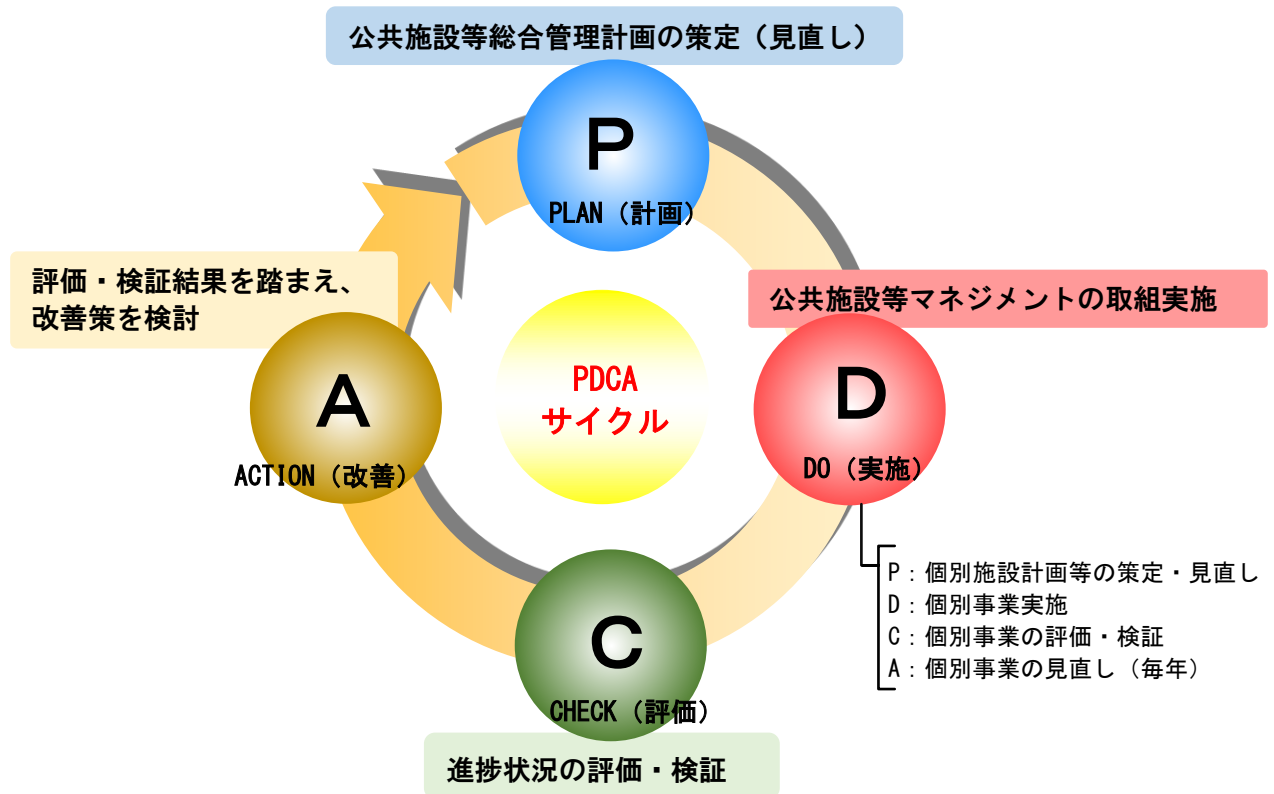 公共施設等総合管理計画の策定（見直し）
P
PLAN（計画）
評価・検証結果を踏まえ、
改善策を検討
公共施設等マネジメントの取組実施
PDCA
サイクル
A
ACTION（改善）
D
DO（実施）
P：個別施設計画等の策定・見直し
D：個別事業実施
C：個別事業の評価・検証
A：個別事業の見直し（毎年）
C
CHECK（評価）
進捗状況の評価・検証